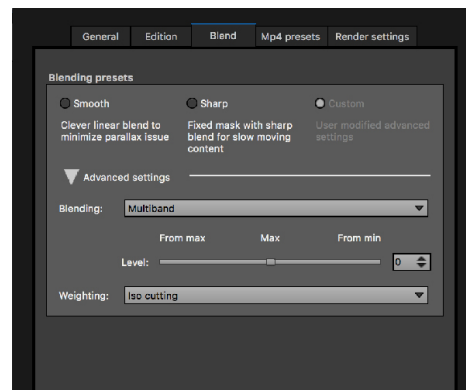 General Edition Blend Mp4 presets Render settings
Blending presets
Smooth Sharp Custom
Clever linear blend to minimize parallax issue
Fixed mask with sharp blend for slow moving content
User modified advanced settings
Advanced settings
Blending: Multiband
From max Max From min
Level: 0
Weighting: Iso cutting